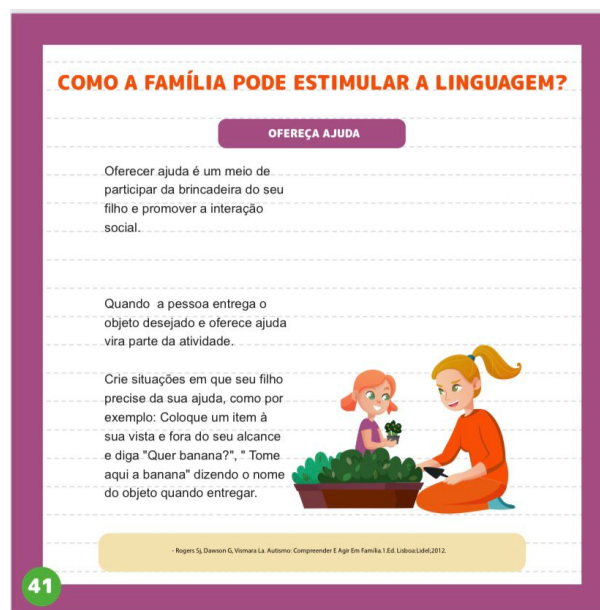 COMO A FAMÍLIA PODE ESTIMULAR A LINGUAGEM?
OFEREÇA AJUDA
Oferecer ajuda é um meio de
participar da brincadeira do seu
filho e promover a interação
social.
Quando  a pessoa entrega o
objeto desejado e oferece ajuda
vira parte da atividade.
Crie situações em que seu filho
precise da sua ajuda, como por
exemplo: Coloque um item à
sua vista e fora do seu alcance
e diga "Quer banana?", " Tome
aqui a banana" dizendo o nome
do objeto quando entregar.
- Rogers Sj, Dawson G, Vismara La. Autismo: Compreender E Agir Em Família.1.Ed. Lisboa:Lidel;2012.
41